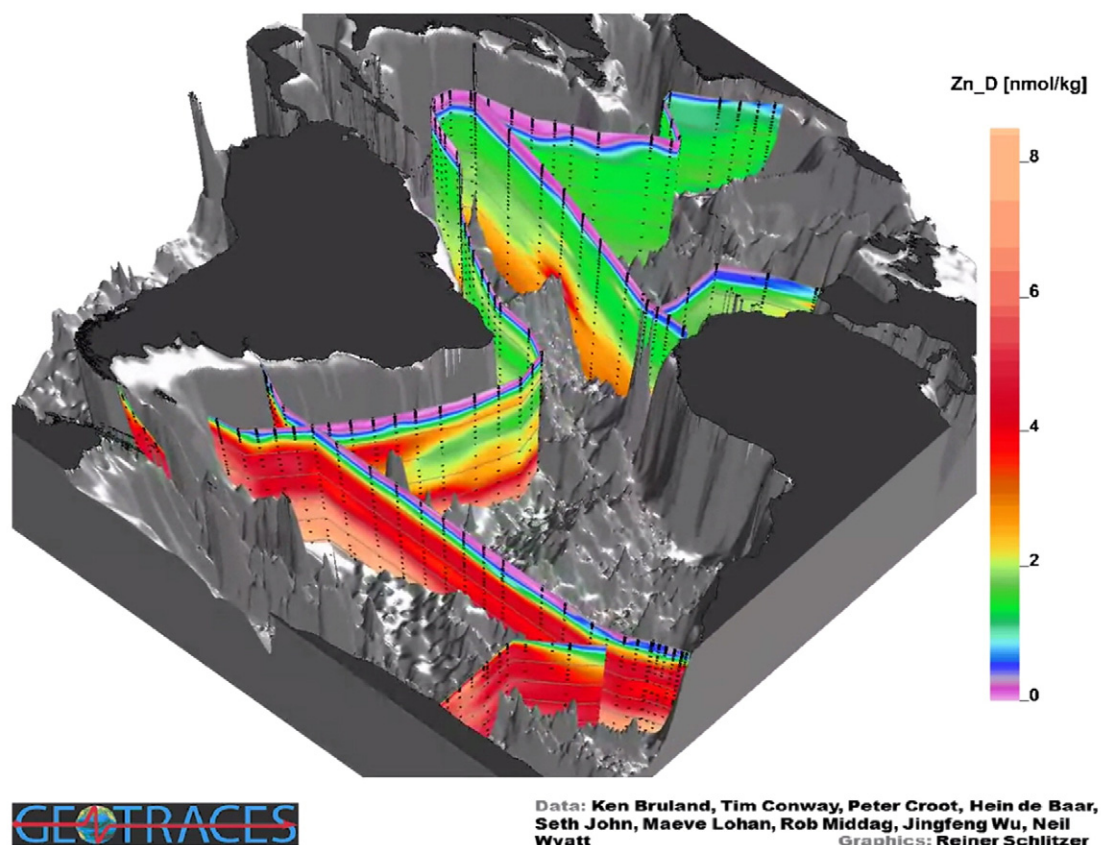 Zn_D [nmol/kg]
8
6
4
2
0
GEOTRACES
Data: Ken Bruland, Tim Conway, Peter Croot, Hein de Baar,
Seth John, Maeve Lohan, Rob Middag, Jingfeng Wu, Neil
Wyatt Graphics: Reiner Schlitzer